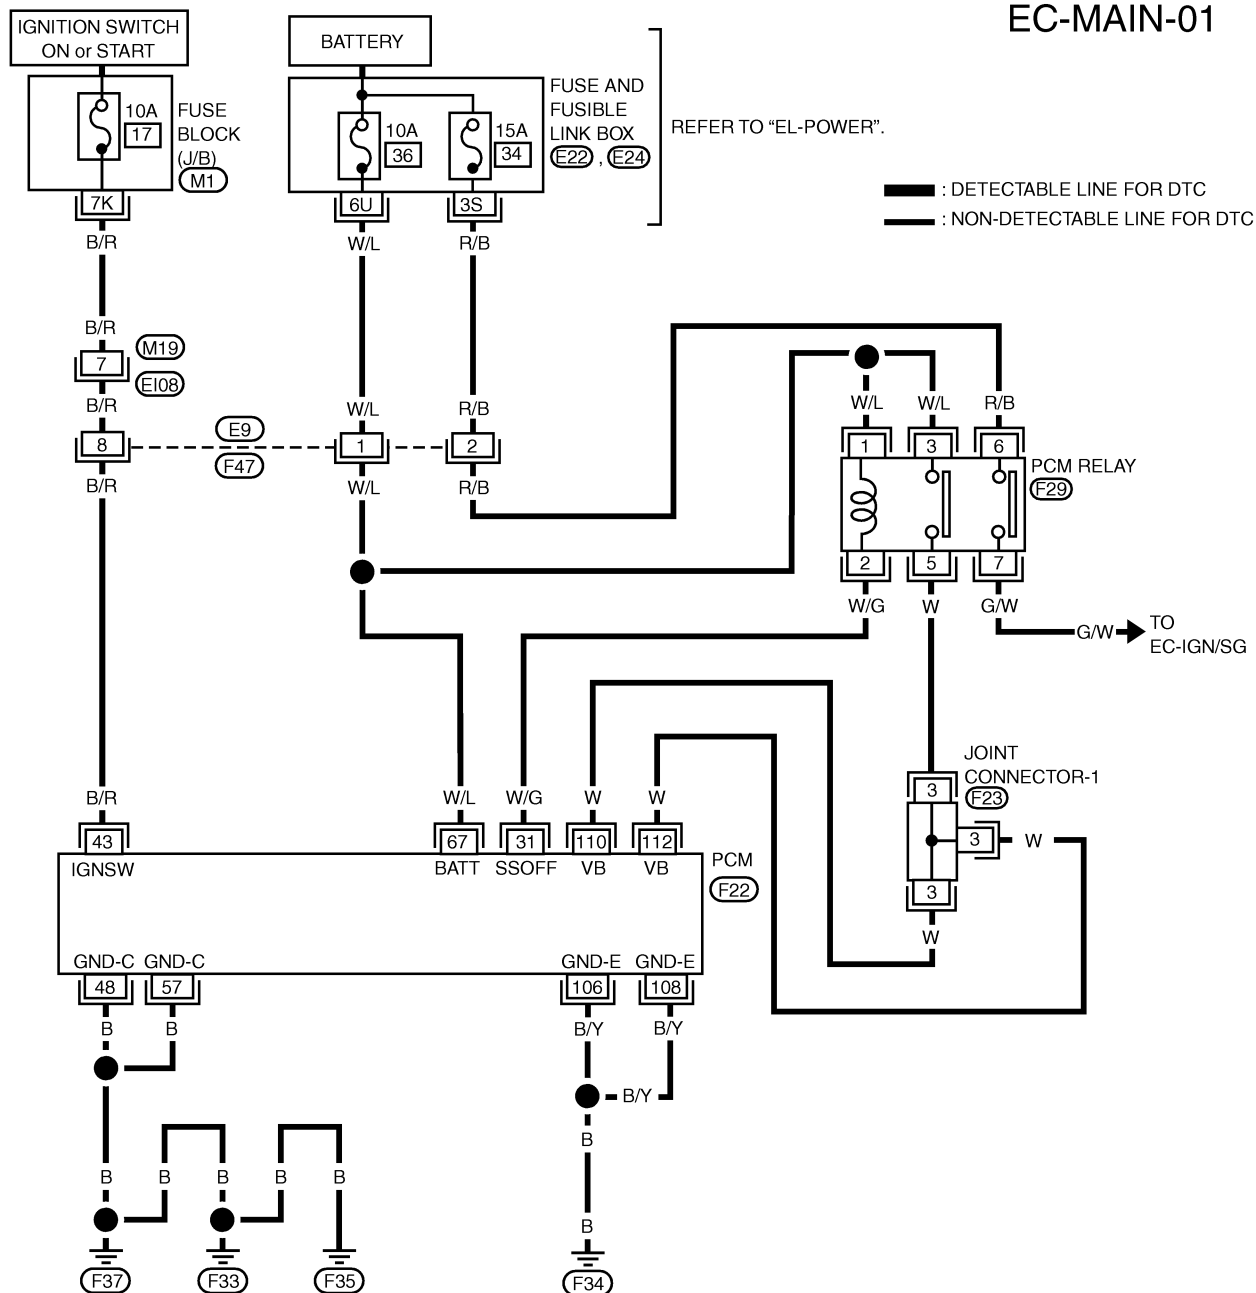 EC-MAIN-01
IGNITION SWITCH
ON or START
BATTERY
10A
17
FUSE
BLOCK
(J/B)
M1
10A
36
15A
34
FUSE AND
FUSIBLE
LINK BOX
E22 , E24
REFER TO “EL-POWER”.
: DETECTABLE LINE FOR DTC
: NON-DETECTABLE LINE FOR DTC
7K
6U
3S
B/R
W/L
R/B
B/R
M19
7
EI08
B/R
W/L
R/B
W/L
W/L
R/B
8
E9
F47
1
2
1
3
6
B/R
W/L
R/B
PCM RELAY
F29
2
5
7
W/G
W
G/W
G/W
TO
EC-IGN/SG
JOINT
CONNECTOR-1
F23
3
3
W
3
W
B/R
W/L
W/G
W
W
43
67
31
110
112
IGNSW
BATT
SSOFF
VB
VB
PCM
F22
GND-C
GND-C
GND-E
GND-E
48
57
106
108
B
B
B/Y
B/Y
B/Y
B
B
B
B
B
B
B
F37
F33
F35
F34